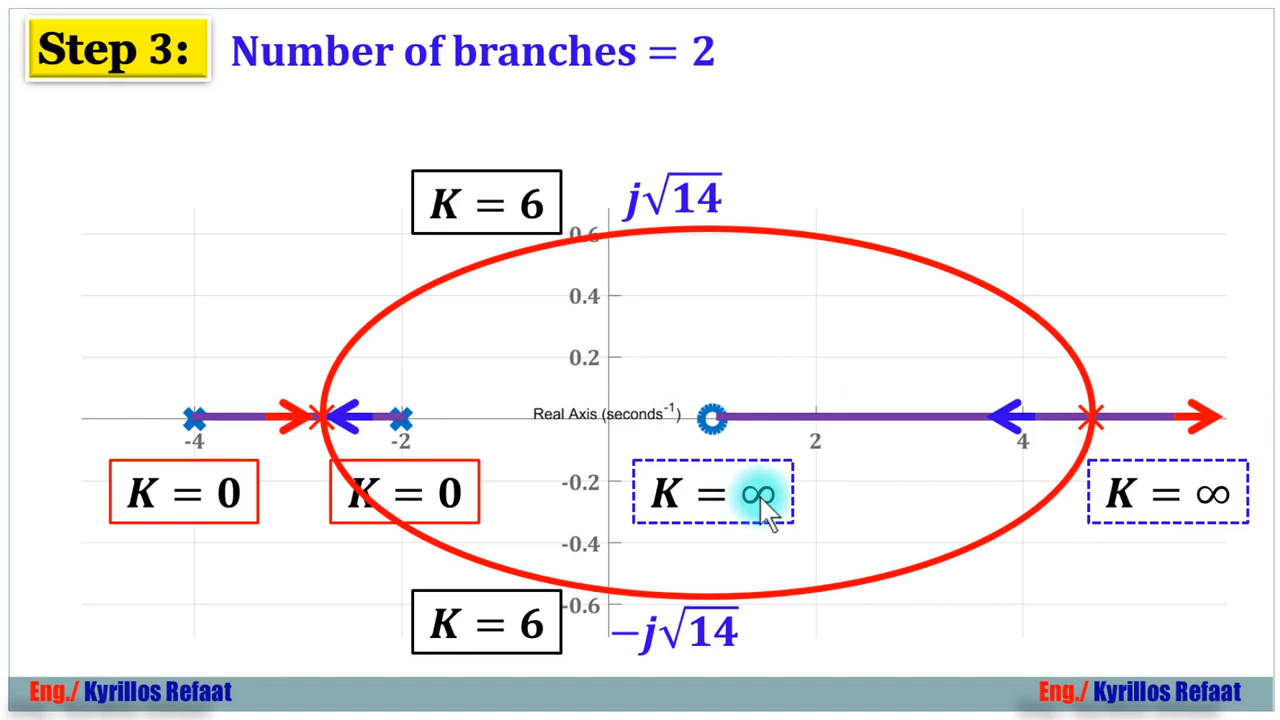 Step 3:
Number of branches = 2
K = 6
j√14
0.6
0.4
0.2
Real Axis (seconds⁻¹)
-4
-2
2
4
K = 0
K = 0
-0.2
K = ∞
K = ∞
-0.4
-0.6
K = 6
−j√14
Eng./ Kyrillos Refaat
Eng./ Kyrillos Refaat